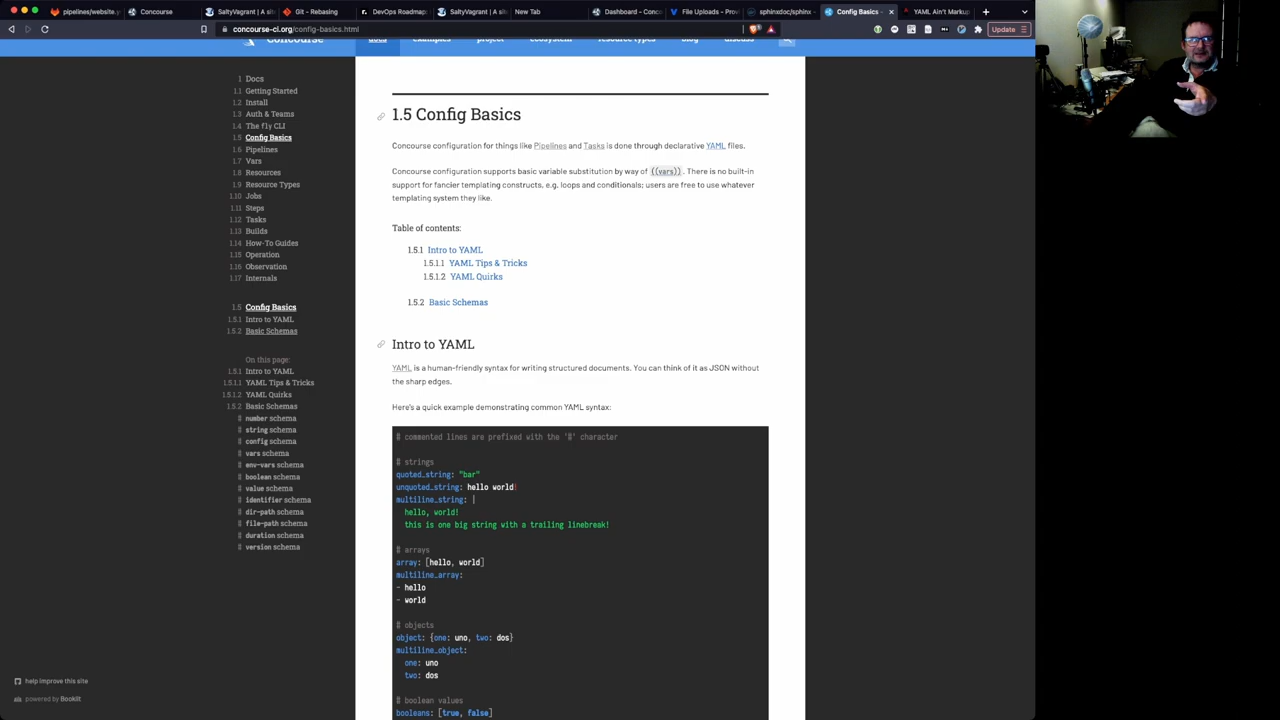 pipelines/website.y
Concourse
SaltyVagrant | A sit
Git - Rebasing
DevOps Roadmap
SaltyVagrant | A sit
New Tab
Dashboard - Conc
File Uploads - Prov
sphinxdoc/sphinx
Config Basics
YAML Ain't Markup
concourse-ci.org/config-basics.html
Update
Concourse
docs
examples
project
ecosystem
resource types
blog
discuss
1 Docs
1.1 Getting Started
1.2 Install
1.3 Auth & Teams
1.4 The fly CLI
1.5 Config Basics
1.6 Pipelines
1.7 Vars
1.8 Resources
1.9 Resource Types
1.10 Jobs
1.11 Steps
1.12 Tasks
1.13 Builds
1.14 How-To Guides
1.15 Operation
1.16 Observation
1.17 Internals
1.5 Config Basics
1.5.1 Intro to YAML
1.5.2 Basic Schemas
On this page:
1.5.1 Intro to YAML
1.5.1.1 YAML Tips & Tricks
1.5.1.2 YAML Quirks
1.5.2 Basic Schemas
number schema
string schema
config schema
vars schema
env-vars schema
boolean schema
value schema
identifier schema
dir-path schema
file-path schema
duration schema
version schema
help improve this site
powered by Booklit
1.5 Config Basics
Concourse configuration for things like Pipelines and Tasks is done through declarative YAML files.
Concourse configuration supports basic variable substitution by way of ((vars)). There is no built-in
support for fancier templating constructs, e.g. loops and conditionals; users are free to use whatever
templating system they like.
Table of contents:
1.5.1 Intro to YAML
1.5.1.1 YAML Tips & Tricks
1.5.1.2 YAML Quirks
1.5.2 Basic Schemas
Intro to YAML
YAML is a human-friendly syntax for writing structured documents. You can think of it as JSON without
the sharp edges.
Here's a quick example demonstrating common YAML syntax:
# commented lines are prefixed with the '#' character
# strings
quoted_string: "bar"
unquoted_string: hello world!
multiline_string: |
hello, world!
this is one big string with a trailing linebreak!
# arrays
array: [hello, world]
multiline_array:
- hello
- world
# objects
object: {one: uno, two: dos}
multiline_object:
one: uno
two: dos
# boolean values
booleans: [true, false]